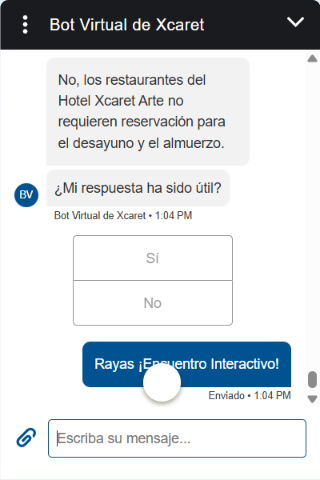 Bot Virtual de Xcaret
No, los restaurantes del
Hotel Xcaret Arte no
requieren reservación para
el desayuno y el almuerzo.
¿Mi respuesta ha sido útil?
BV
Bot Virtual de Xcaret • 1:04 PM
Sí
No
Rayas ¡Encuentro Interactivo!
Enviado • 1:04 PM
Escriba su mensaje...